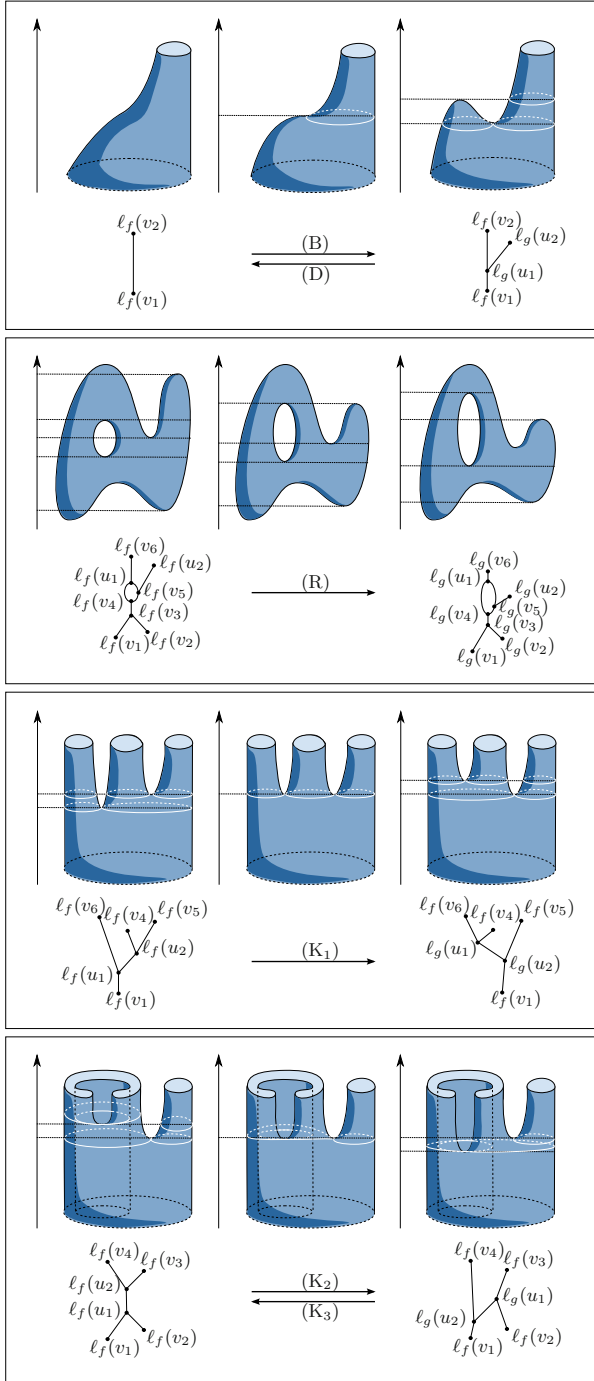 ℓ_f(v_2) ℓ_f(v_2)
ℓ_g(u_2)
(B)
(D) ℓ_g(u_1)
ℓ_f(v_1) ℓ_f(v_1)
ℓ_f(v_6) ℓ_g(v_6)
ℓ_f(u_2)
ℓ_f(u_1) ℓ_g(u_1)
(R)
ℓ_f(v_5) ℓ_g(u_2)
ℓ_f(v_4) ℓ_g(v_5)
ℓ_f(v_3) ℓ_g(v_4)
ℓ_g(v_3)
ℓ_f(v_1) ℓ_f(v_2) ℓ_g(v_2)
ℓ_g(v_1)
ℓ_f(v_6) ℓ_f(v_4) ℓ_f(v_5) ℓ_f(v_6) ℓ_f(v_4) ℓ_f(v_5)
ℓ_f(u_2) (K_1) ℓ_g(u_1)
ℓ_f(u_1) ℓ_g(u_2)
ℓ_f(v_1) ℓ_f(v_1)
ℓ_f(v_4) ℓ_f(v_3) ℓ_f(v_4) ℓ_f(v_3)
ℓ_f(u_2) (K_2)
ℓ_f(u_1) (K_3) ℓ_g(u_1)
ℓ_g(u_2)
ℓ_f(v_1) ℓ_f(v_2) ℓ_f(v_1) ℓ_f(v_2)